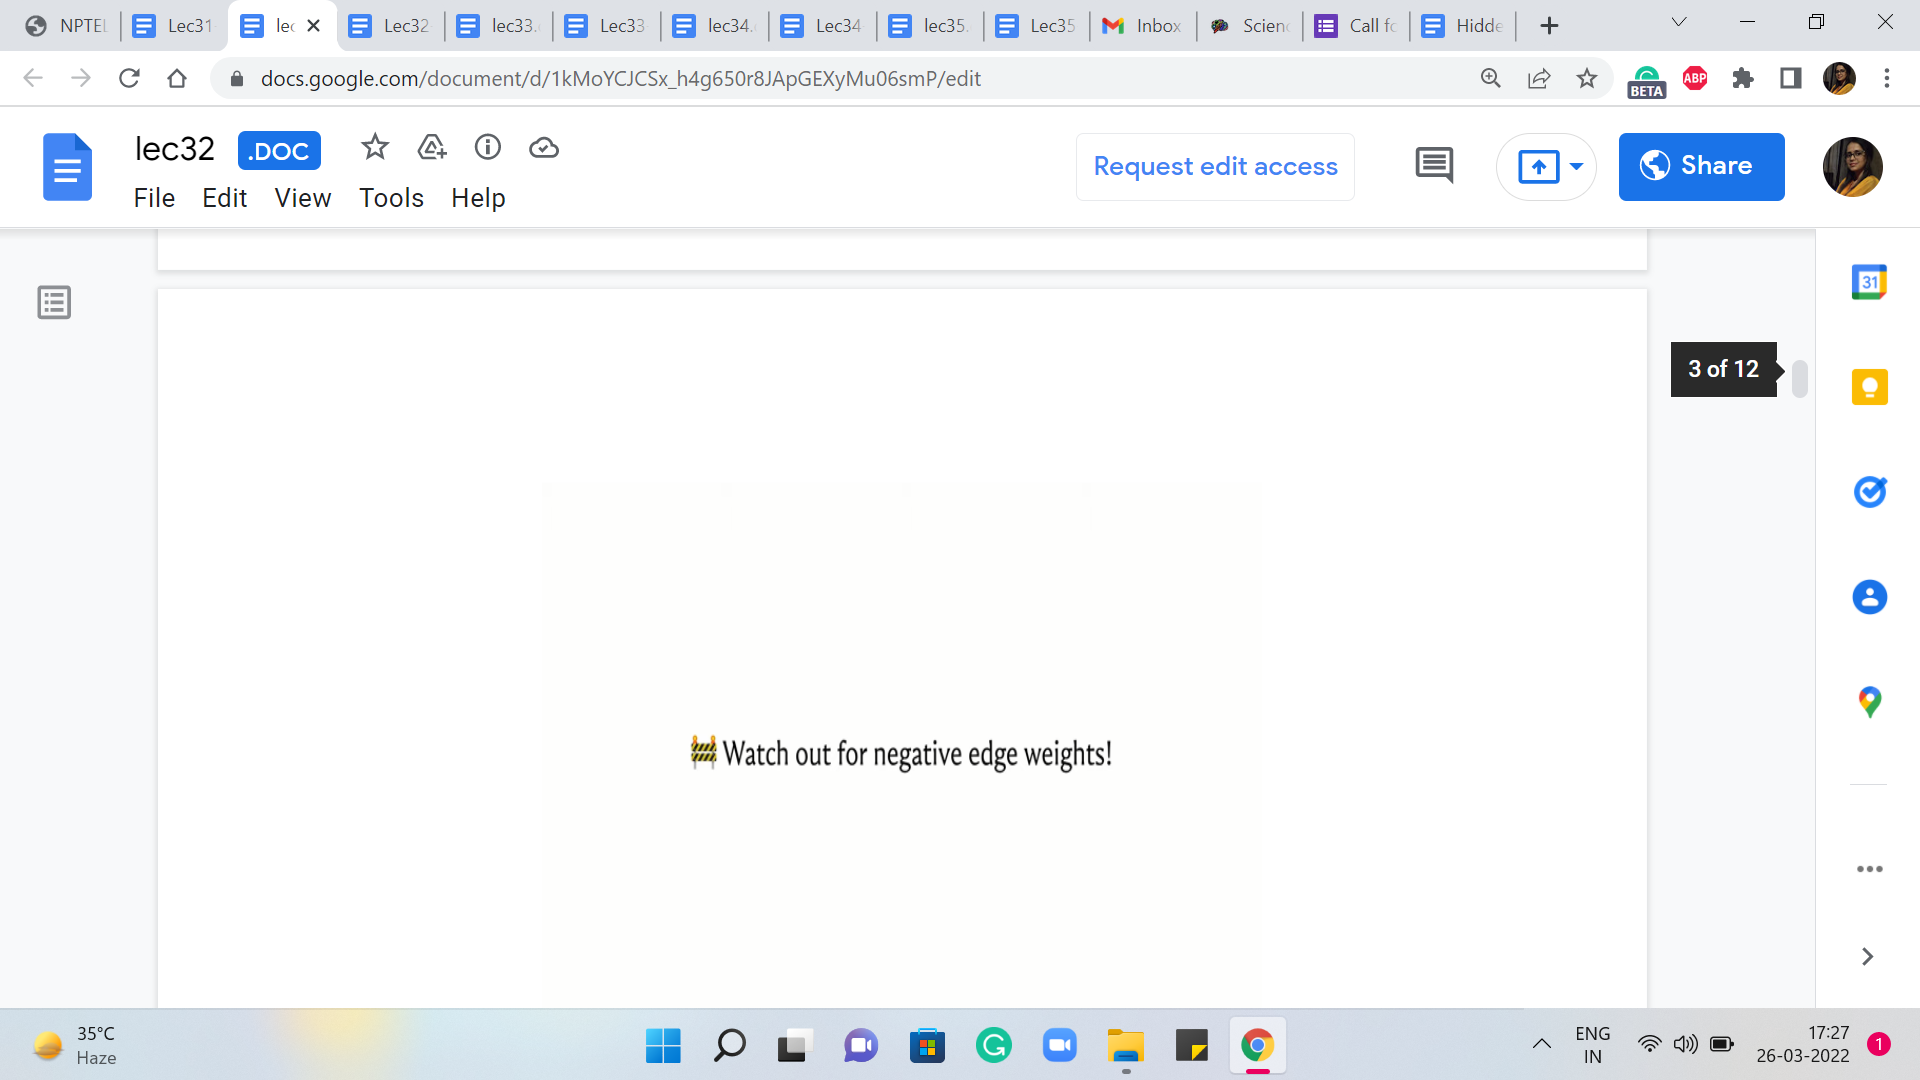 NPTEL
Lec31
lec
Lec32
lec33.
Lec33
lec34.
Lec34
lec35.
Lec35
Inbox
Scienc
Call fo
Hidde
docs.google.com/document/d/1kMoYCJCSx_h4g650r8JApGEXyMu06smP/edit
BETA
ABP
lec32
.DOC
File Edit View Tools Help
Request edit access
Share
31
3 of 12
🚧 Watch out for negative edge weights!
35°C
Haze
ENG
IN
17:27
26-03-2022
1